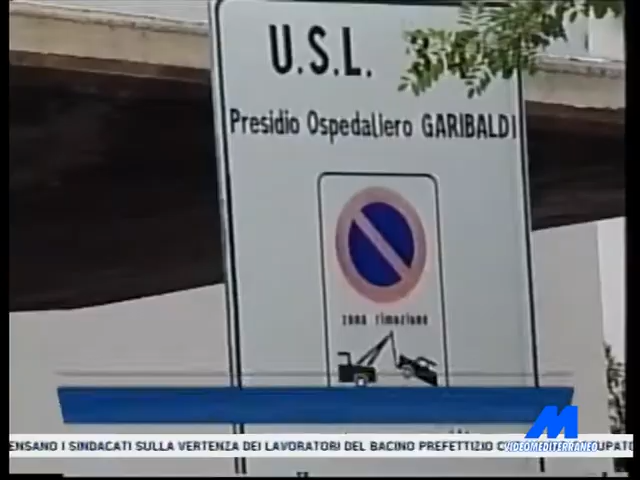 U.S.L.
Presidio Ospedaliero GARIBALDI
zona rimozione
ENSANO I SINDACATI SULLA VERTENZA DEI LAVORATORI DEL BACINO PREFETTIZIO
VIDEOMEDITERRANEO